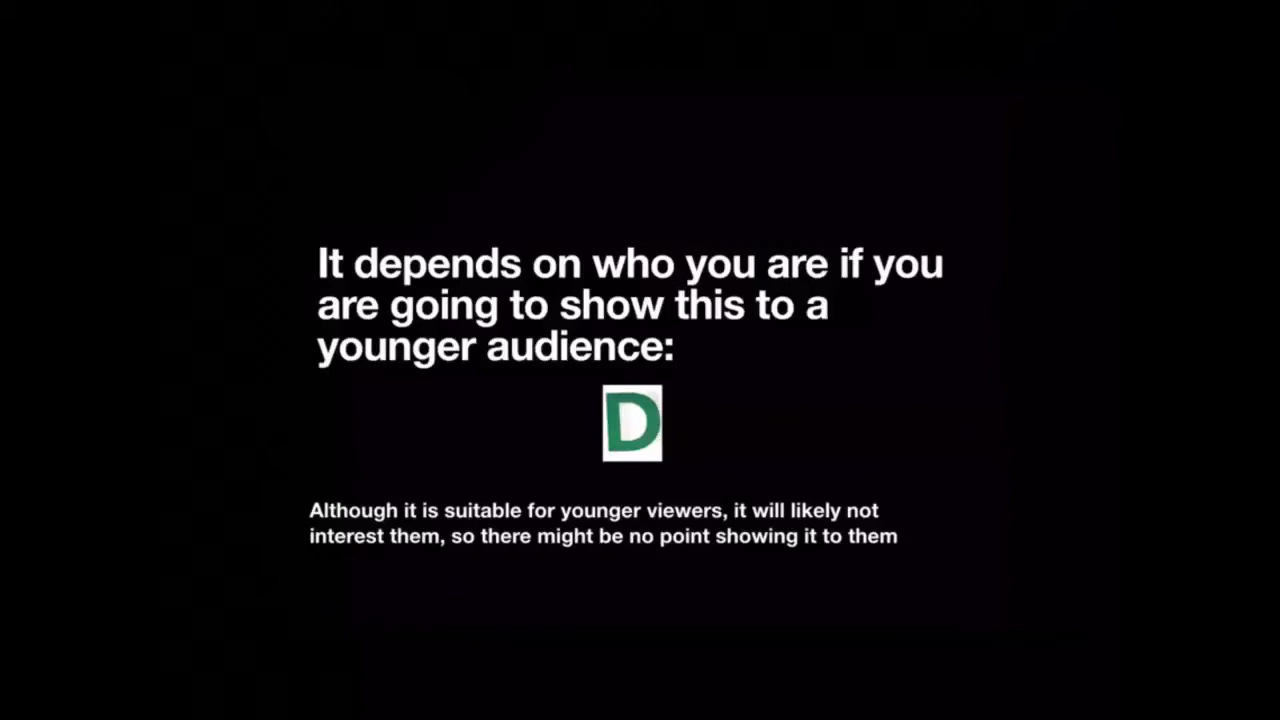 It depends on who you are if you
are going to show this to a
younger audience:
D
Although it is suitable for younger viewers, it will likely not
interest them, so there might be no point showing it to them